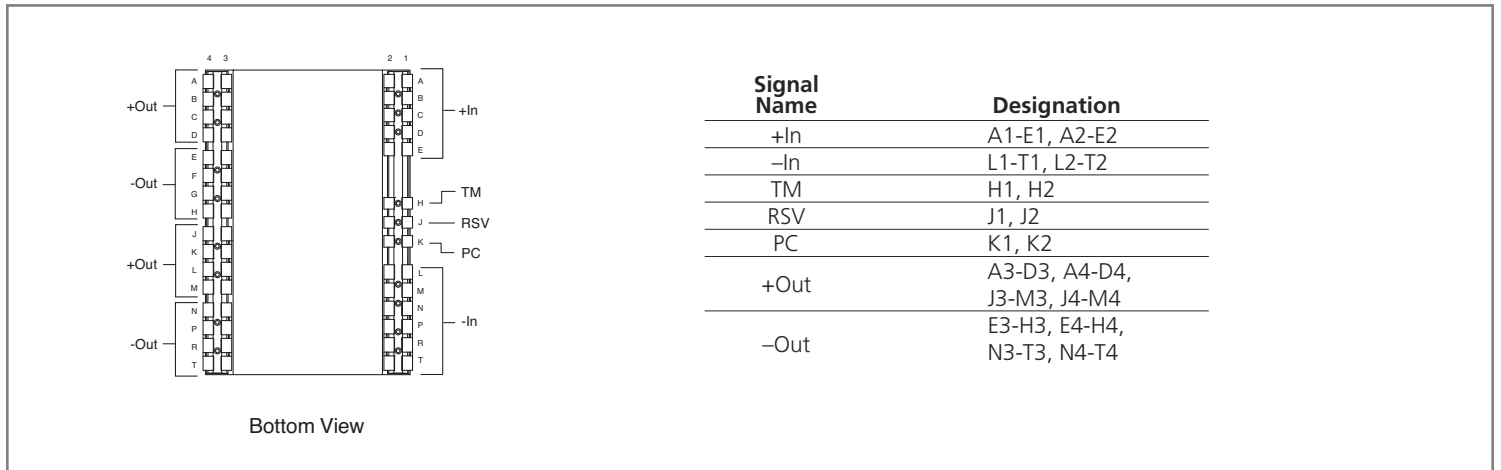 4 3 2 1
A A
B B
+Out +In
C C
D D
E E
F
-Out TM
G
H H
J J RSV
K K PC
+Out
L L
M M
N N
-Out P P -In
R R
T T
Bottom View
Signal
Name Designation
+In A1-E1, A2-E2
–In L1-T1, L2-T2
TM H1, H2
RSV J1, J2
PC K1, K2
+Out A3-D3, A4-D4,
J3-M3, J4-M4
–Out E3-H3, E4-H4,
N3-T3, N4-T4